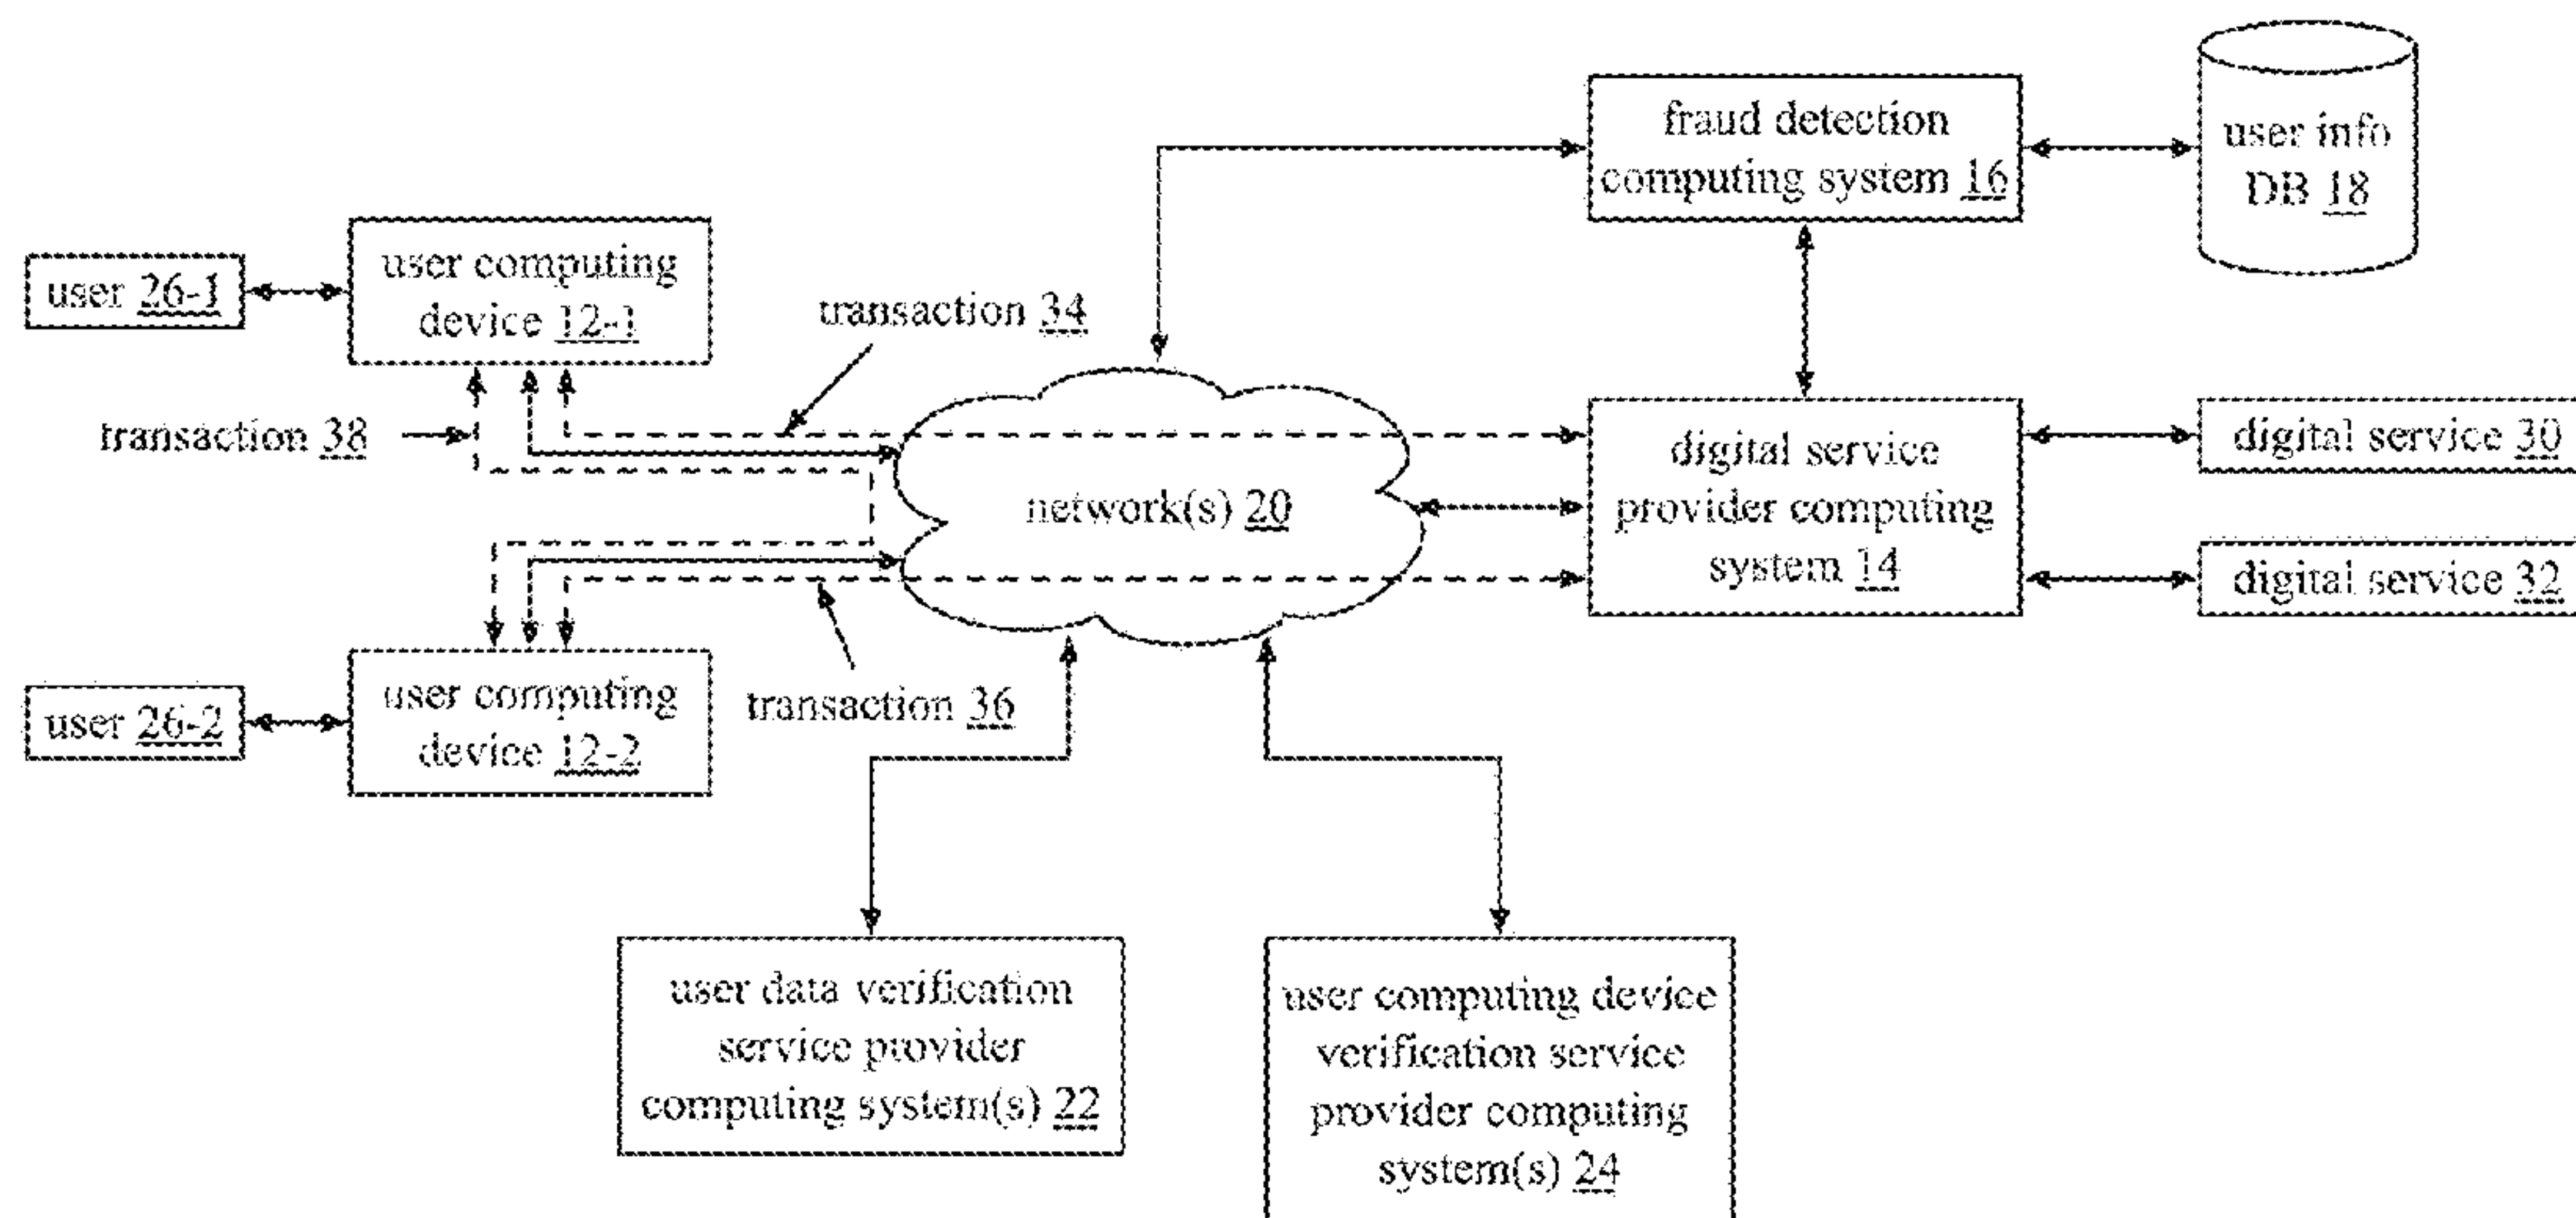 fraud detection
computing system 16
user info
DB 18
user computing
device 12-1
user 26-1
transaction 34
transaction 38
network(s) 20
digital service
provider computing
system 14
digital service 30
digital service 32
user computing
device 12-2
user 26-2
transaction 36
user data verification
service provider
computing system(s) 22
user computing device
verification service
provider computing
system(s) 24